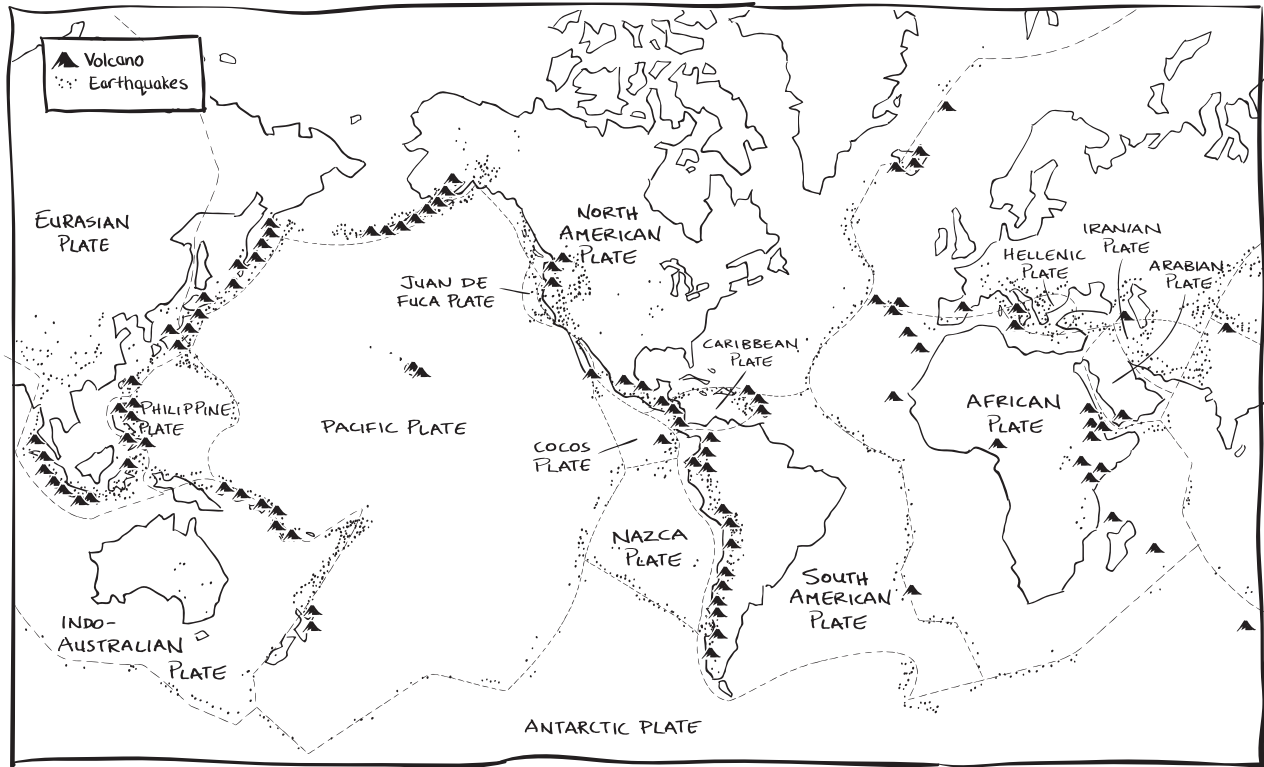 Volcano
Earthquakes
EURASIAN
PLATE
NORTH
AMERICAN
PLATE
JUAN DE
FUCA PLATE
IRANIAN
PLATE
HELLENIC
PLATE
ARABIAN
PLATE
CARIBBEAN
PLATE
PHILIPPINE
PLATE
PACIFIC PLATE
COCOS
PLATE
AFRICAN
PLATE
NAZCA
PLATE
SOUTH
AMERICAN
PLATE
INDO-
AUSTRALIAN
PLATE
ANTARCTIC PLATE